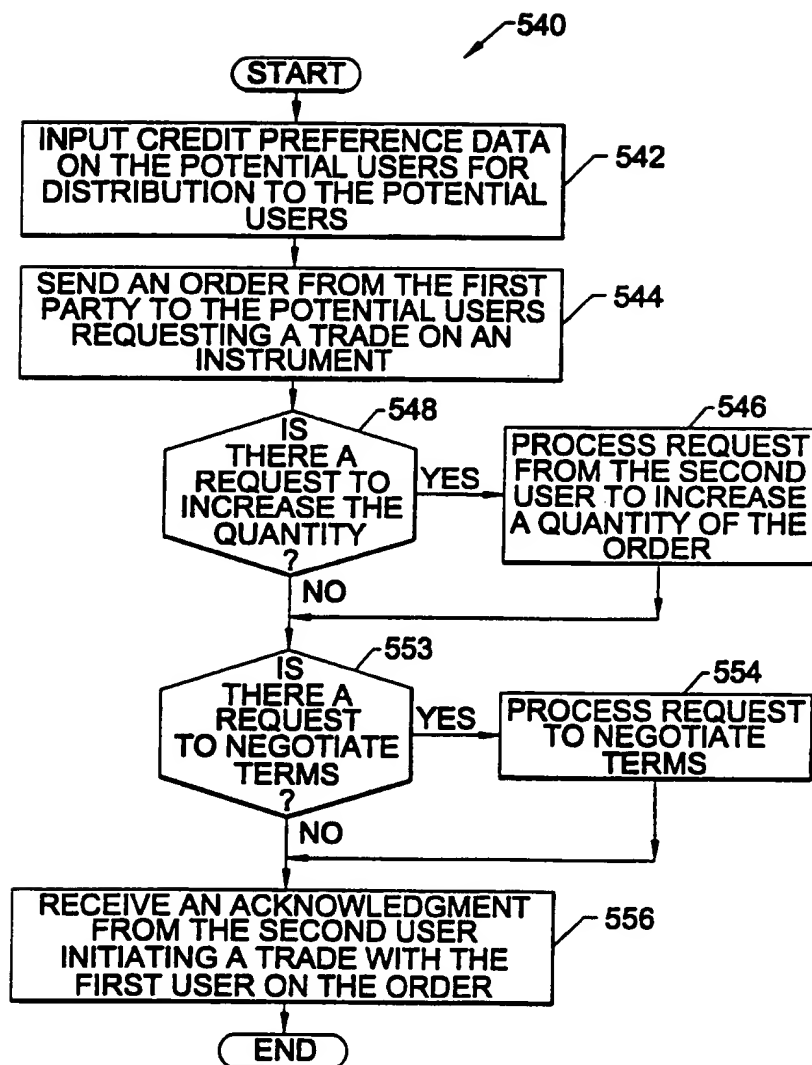 540
START
INPUT CREDIT PREFERENCE DATA
ON THE POTENTIAL USERS FOR
DISTRIBUTION TO THE POTENTIAL
USERS
542
SEND AN ORDER FROM THE FIRST
PARTY TO THE POTENTIAL USERS
REQUESTING A TRADE ON AN
INSTRUMENT
544
548
IS
THERE A
REQUEST TO
INCREASE THE
QUANTITY
?
YES
NO
546
PROCESS REQUEST
FROM THE SECOND
USER TO INCREASE
A QUANTITY OF THE
ORDER
553
IS
THERE A
REQUEST
TO NEGOTIATE
TERMS
?
YES
NO
554
PROCESS REQUEST
TO NEGOTIATE
TERMS
RECEIVE AN ACKNOWLEDGMENT
FROM THE SECOND USER
INITIATING A TRADE WITH THE
FIRST USER ON THE ORDER
556
END